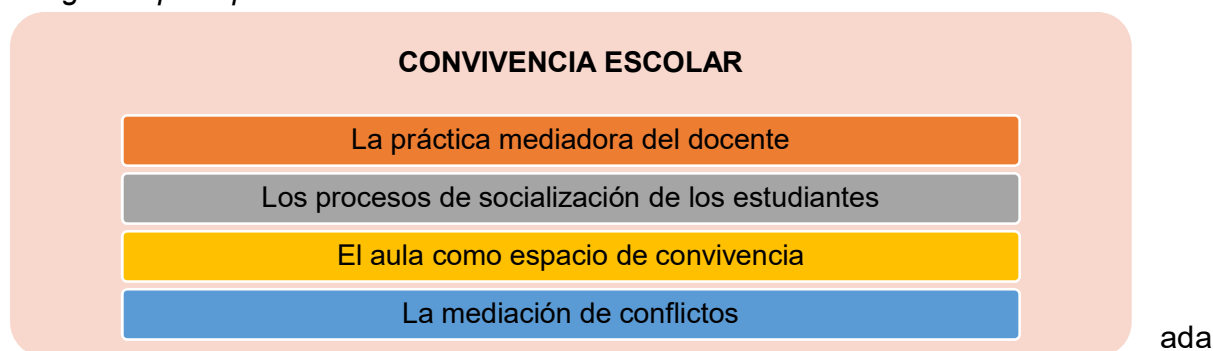 CONVIVENCIA ESCOLAR
La práctica mediadora del docente
Los procesos de socialización de los estudiantes
El aula como espacio de convivencia
La mediación de conflictos
ada